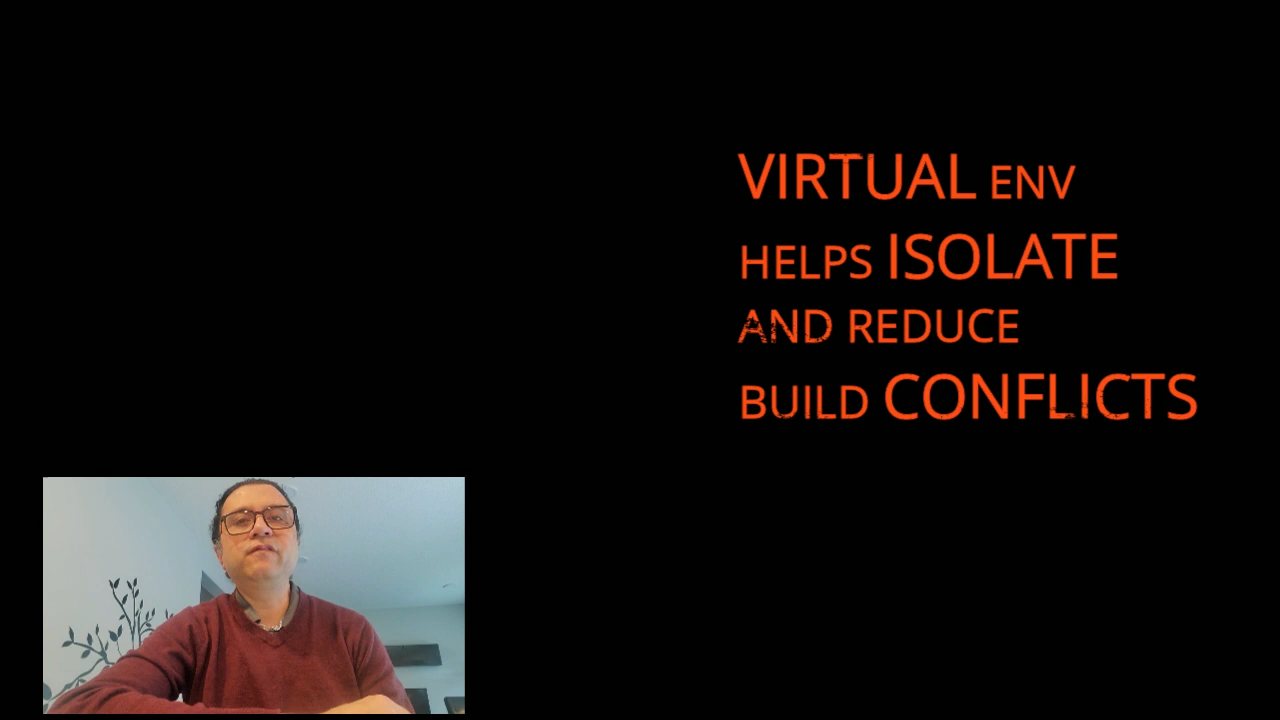 VIRTUAL ENV
HELPS ISOLATE
AND REDUCE
BUILD CONFLICTS